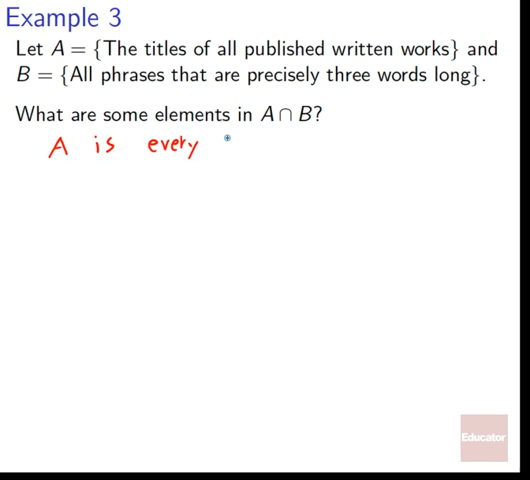 Example 3
Let A = {The titles of all published written works} and
B = {All phrases that are precisely three words long}.
What are some elements in A ∩ B?
A is every
Educator